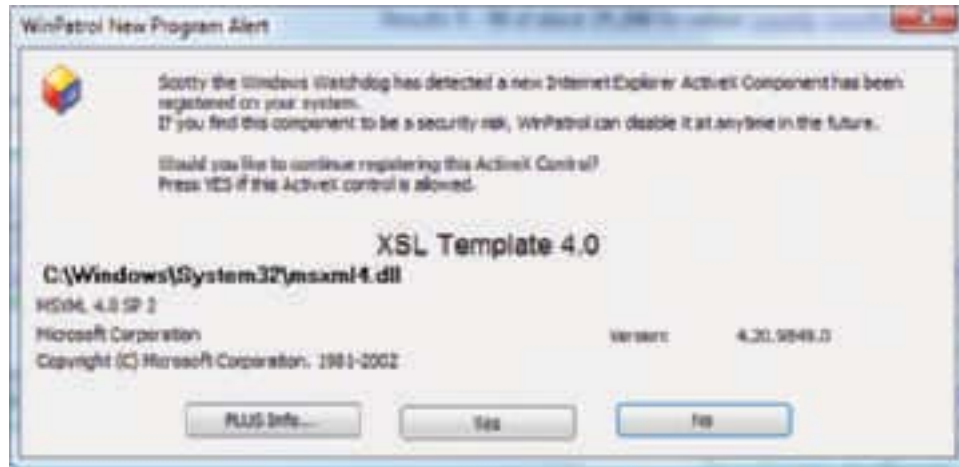 WinPatrol New Program Alert
Scotty the Windows Watchdog has detected a new Internet Explorer ActiveX Component has been
registered on your system.
If you find this component to be a security risk, WinPatrol can disable it at anytime in the future.
Would you like to continue registering this ActiveX Control?
Press YES if this ActiveX control is allowed.
XSL Template 4.0
C:\Windows\System32\msxml4.dll
MSXML 4.0 SP 2
Microsoft Corporation
Version: 4.20.9849.0
Copyright (C) Microsoft Corporation. 1981-2002
PLUS Info...
Yes
No